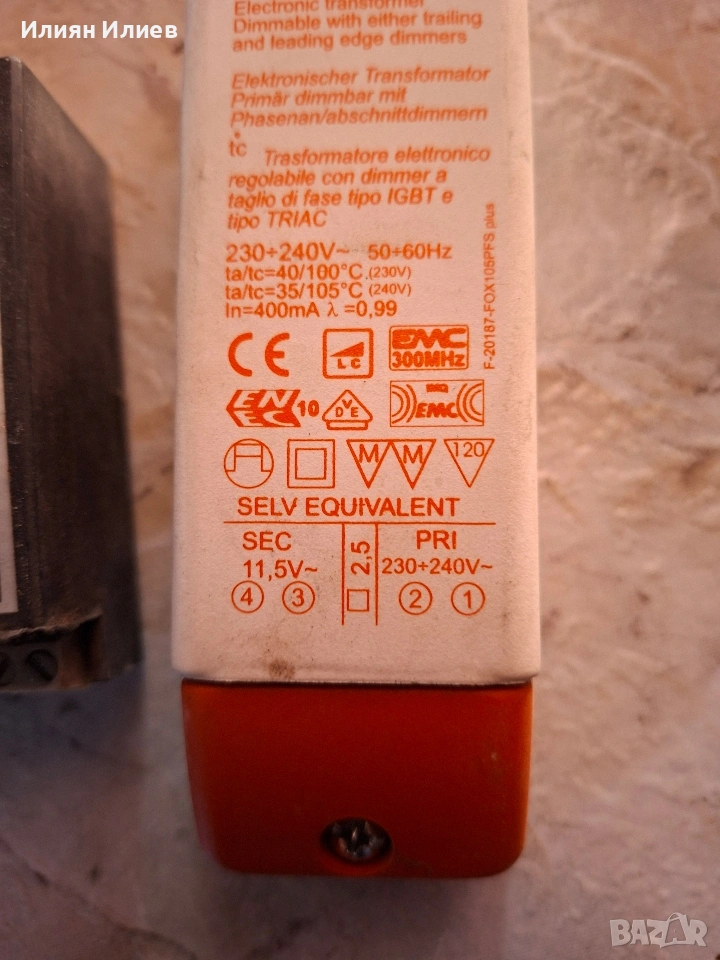 Илиян Илиев
Electronic transformer
Dimmable with either trailing
and leading edge dimmers
Elektronischer Transformator
Primär dimmbar mit
Phasenan/abschnittdimmern
tc Trasformatore elettronico
regolabile con dimmer a
taglio di fase tipo IGBT e
tipo TRIAC
230÷240V~ 50÷60Hz
ta/tc=40/100°C (230V)
ta/tc=35/105°C (240V)
In=400mA λ =0,99
F-20187-FOX105PFS plus
CE LC EMC
300MHz
ENEC 10 DVE IMQ EMC
M M 120
SELV EQUIVALENT
SEC 2,5 PRI
11,5V~ 230÷240V~
4 3 2 1
BAZAR